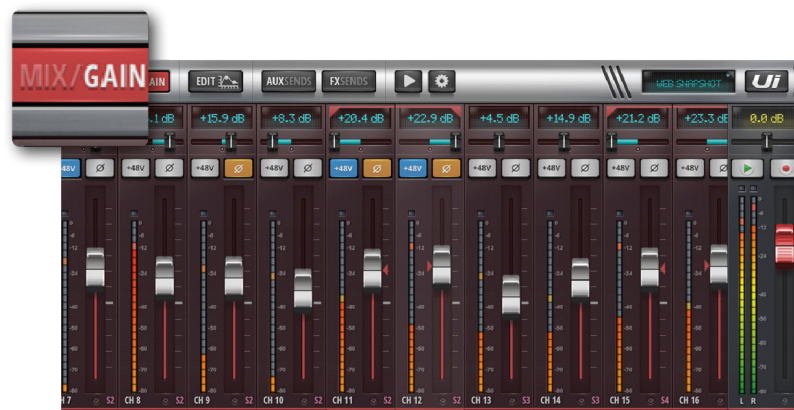 MIX/GAIN
AIN EDIT AUXSENDS FXSENDS WEB SNAPSHOT Ui
.1 dB +15.9 dB +8.3 dB +20.4 dB +22.9 dB +4.5 dB +14.9 dB +21.2 dB +23.3 dB 0.0 dB
48V Ø +48V Ø +48V Ø +48V Ø +48V Ø +48V Ø +48V Ø +48V Ø +48V Ø +48V Ø
CH 7 S2 CH 8 S2 CH 9 S2 CH 10 S2 CH 11 S2 CH 12 S2 CH 13 S3 CH 14 S3 CH 15 S4 CH 16 L R